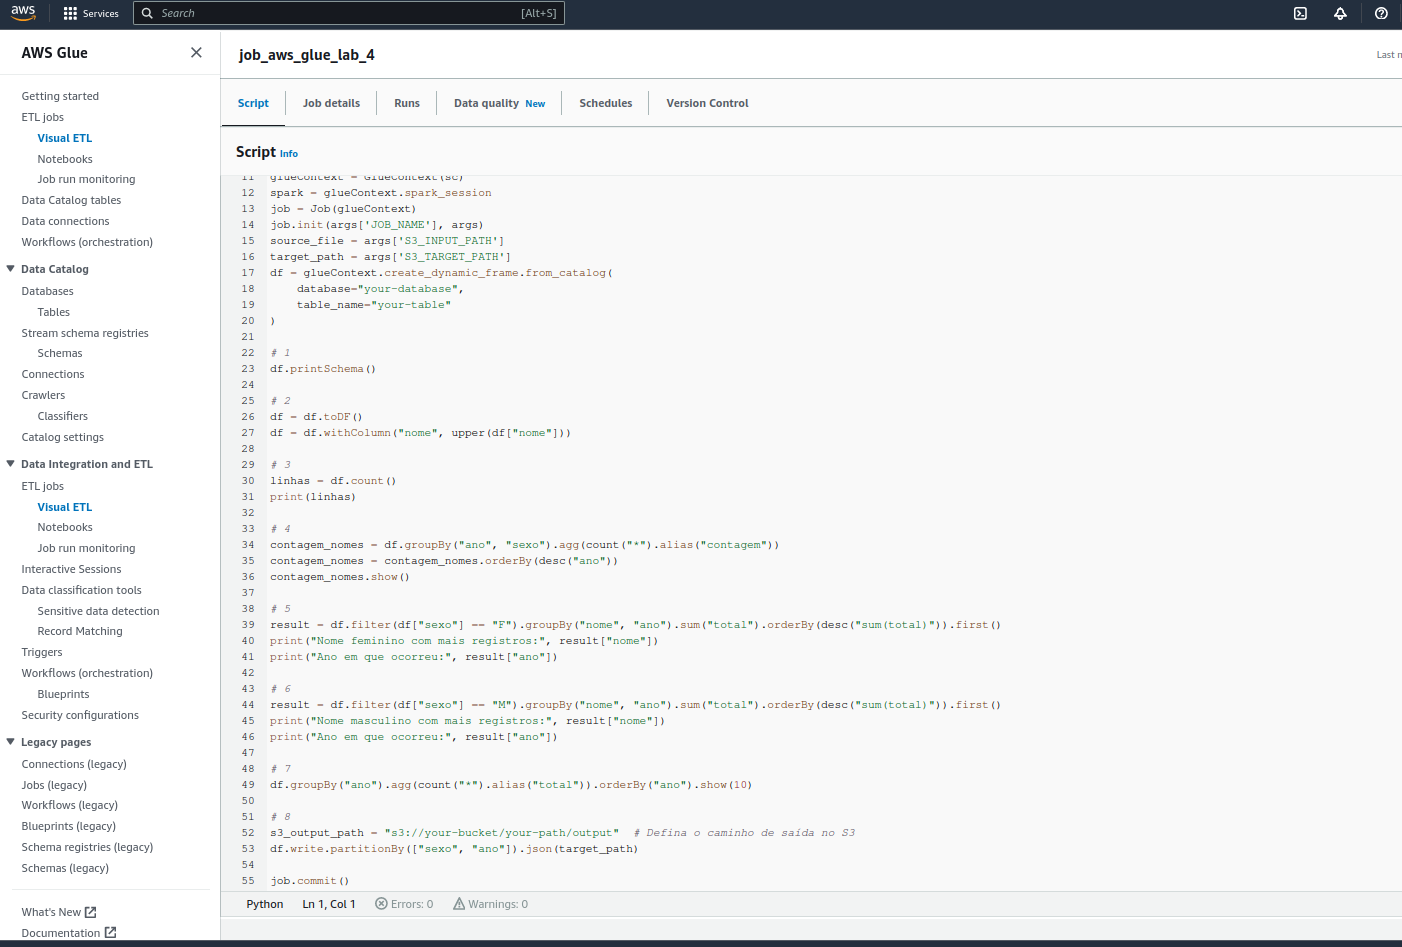 aws
Services
Search
[Alt+S]
AWS Glue
Getting started
ETL jobs
Visual ETL
Notebooks
Job run monitoring
Data Catalog tables
Data connections
Workflows (orchestration)
Data Catalog
Databases
Tables
Stream schema registries
Schemas
Connections
Crawlers
Classifiers
Catalog settings
Data Integration and ETL
ETL jobs
Visual ETL
Notebooks
Job run monitoring
Interactive Sessions
Data classification tools
Sensitive data detection
Record Matching
Triggers
Workflows (orchestration)
Blueprints
Security configurations
Legacy pages
Connections (legacy)
Jobs (legacy)
Workflows (legacy)
Blueprints (legacy)
Schema registries (legacy)
Schemas (legacy)
What's New
Documentation
job_aws_glue_lab_4
Last
Script
Job details
Runs
Data quality New
Schedules
Version Control
Script Info
11 glueContext = GlueContext(sc)
12 spark = glueContext.spark_session
13 job = Job(glueContext)
14 job.init(args['JOB_NAME'], args)
15 source_file = args['S3_INPUT_PATH']
16 target_path = args['S3_TARGET_PATH']
17 df = glueContext.create_dynamic_frame.from_catalog(
18     database="your-database",
19     table_name="your-table"
20 )
21
22 # 1
23 df.printSchema()
24
25 # 2
26 df = df.toDF()
27 df = df.withColumn("nome", upper(df["nome"]))
28
29 # 3
30 linhas = df.count()
31 print(linhas)
32
33 # 4
34 contagem_nomes = df.groupBy("ano", "sexo").agg(count("*").alias("contagem"))
35 contagem_nomes = contagem_nomes.orderBy(desc("ano"))
36 contagem_nomes.show()
37
38 # 5
39 result = df.filter(df["sexo"] == "F").groupBy("nome", "ano").sum("total").orderBy(desc("sum(total)")).first()
40 print("Nome feminino com mais registros:", result["nome"])
41 print("Ano em que ocorreu:", result["ano"])
42
43 # 6
44 result = df.filter(df["sexo"] == "M").groupBy("nome", "ano").sum("total").orderBy(desc("sum(total)")).first()
45 print("Nome masculino com mais registros:", result["nome"])
46 print("Ano em que ocorreu:", result["ano"])
47
48 # 7
49 df.groupBy("ano").agg(count("*").alias("total")).orderBy("ano").show(10)
50
51 # 8
52 s3_output_path = "s3://your-bucket/your-path/output"  # Defina o caminho de saída no S3
53 df.write.partitionBy(["sexo", "ano"]).json(target_path)
54
55 job.commit()
Python
Ln 1, Col 1
Errors: 0
Warnings: 0